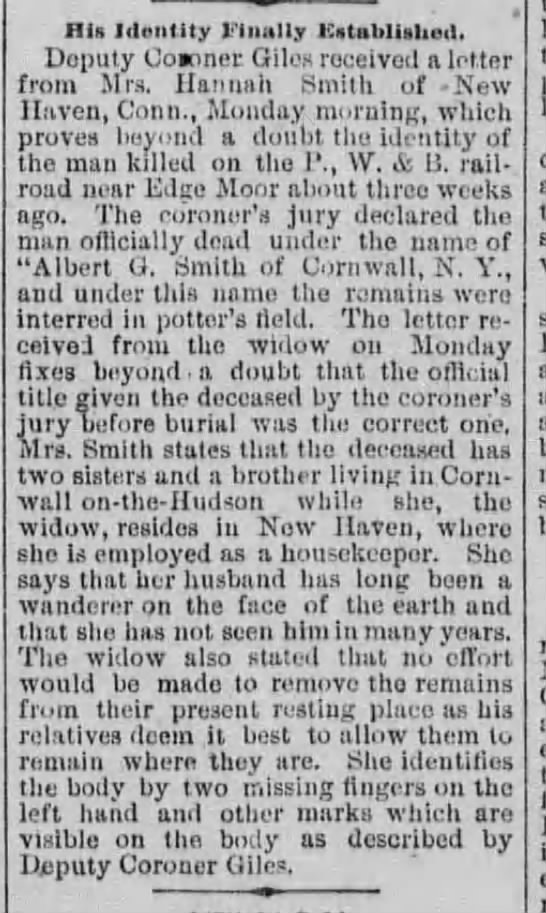 His Identity Finally Established.
Deputy Coroner Giles received a letter
from Mrs. Hannah Smith of New
Haven, Conn., Monday morning, which
proves beyond a doubt the identity of
the man killed on the P., W. & B. rail-
road near Edge Moor about three weeks
ago. The coroner's jury declared the
man officially dead under the name of
"Albert G. Smith of Cornwall, N. Y.,
and under this name the remains were
interred in potter's field. The letter re-
ceived from the widow on Monday
fixes beyond a doubt that the official
title given the deceased by the coroner's
jury before burial was the correct one.
Mrs. Smith states that the deceased has
two sisters and a brother living in Corn-
wall on-the-Hudson while she, the
widow, resides in New Haven, where
she is employed as a housekeeper. She
says that her husband has long been a
wanderer on the face of the earth and
that she has not seen him in many years.
The widow also stated that no effort
would be made to remove the remains
from their present resting place as his
relatives deem it best to allow them to
remain where they are. She identifies
the body by two missing fingers on the
left hand and other marks which are
visible on the body as described by
Deputy Coroner Giles.